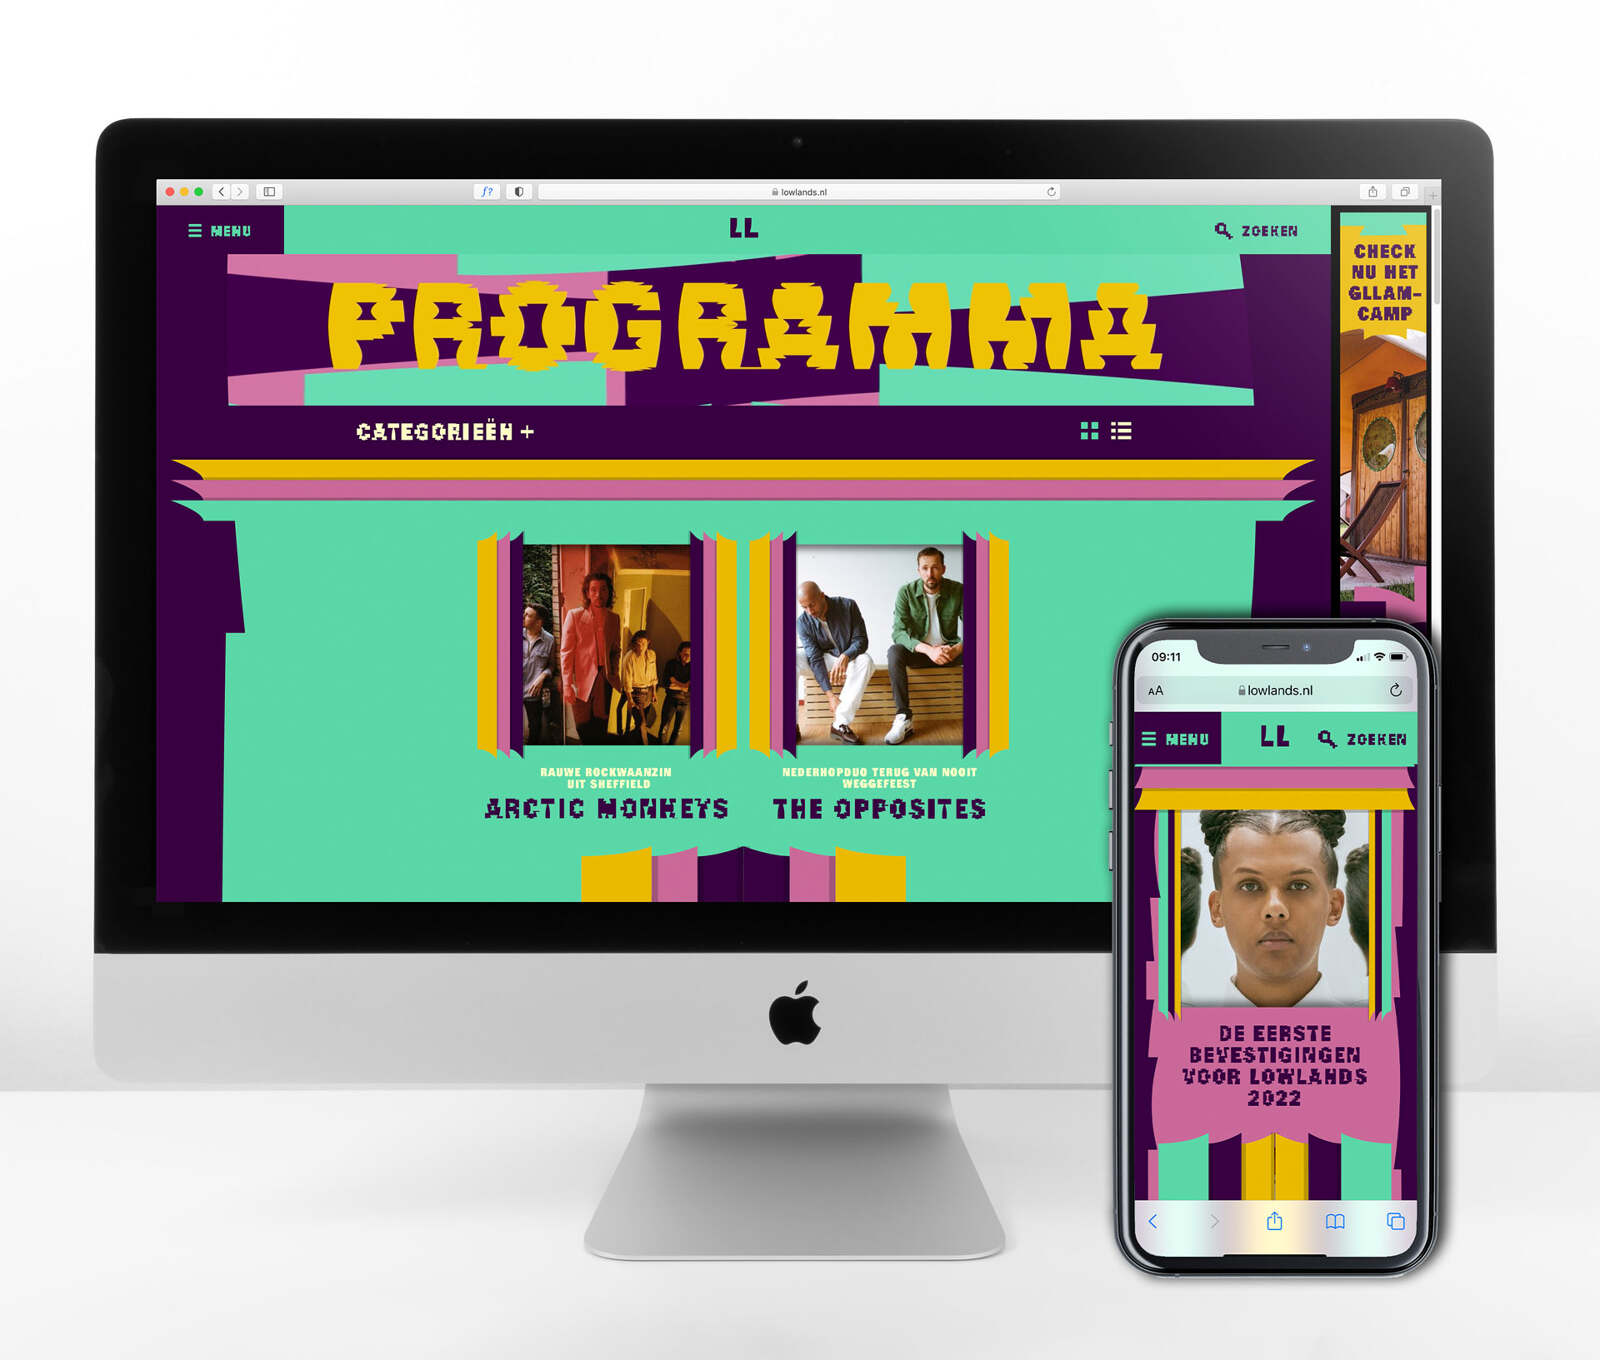 f?
lowlands.nl
MENU
LL
ZOEKEN
PROGRAMMA
CATEGORIEËN +
CHECK
NU HET
GLLAM-
CAMP
RAUWE ROCKWAANZIN
UIT SHEFFIELD
ARCTIC MONKEYS
NEDERHOPDUO TERUG VAN NOOIT
WEGGEFEEST
THE OPPOSITES
09:11
AA
lowlands.nl
MENU
LL
ZOEKEN
DE EERSTE
BEVESTIGINGEN
VOOR LOWLANDS
2022